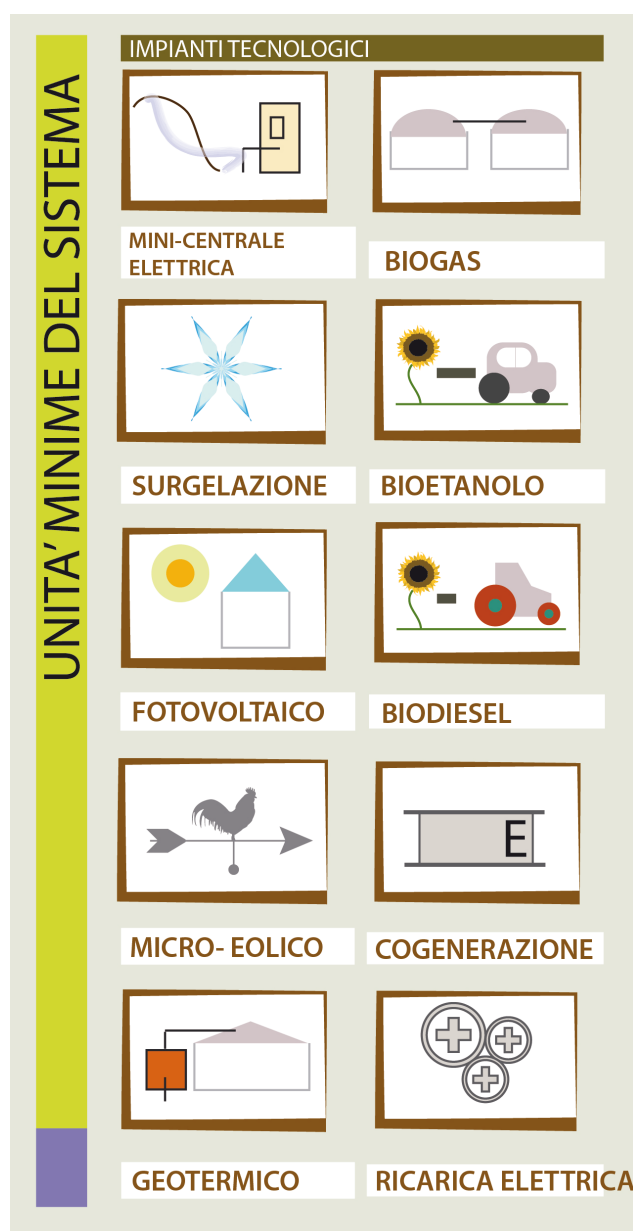 UNITA' MINIME DEL SISTEMA
IMPIANTI TECNOLOGICI
MINI-CENTRALE
ELETTRICA
BIOGAS
SURGELAZIONE
BIOETANOLO
FOTOVOLTAICO
BIODIESEL
MICRO- EOLICO
E
COGENERAZIONE
GEOTERMICO
RICARICA ELETTRICA